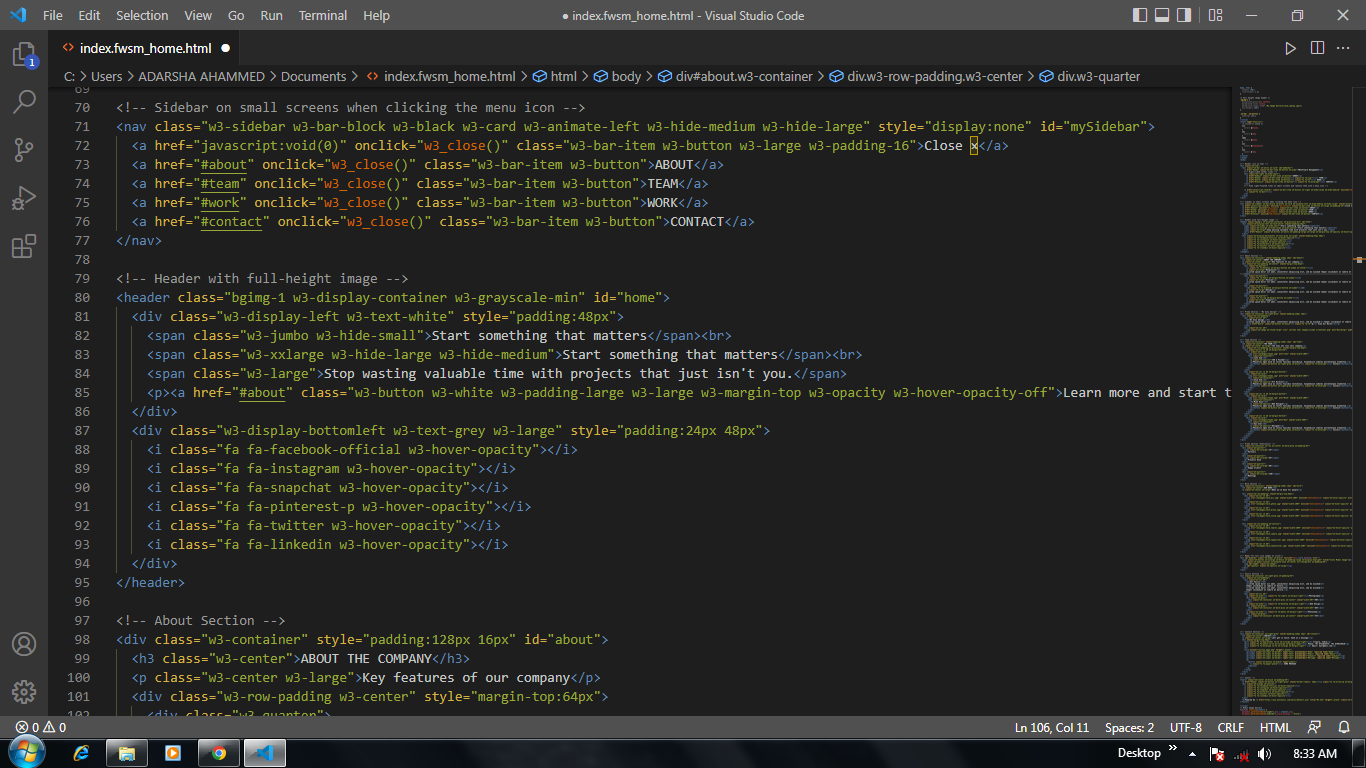 File Edit Selection View Go Run Terminal Help
● index.fwsm_home.html - Visual Studio Code
index.fwsm_home.html
C: > Users > ADARSHA AHAMMED > Documents > index.fwsm_home.html > html > body > div#about.w3-container > div.w3-row-padding.w3-center > div.w3-quarter
1
69
70 <!-- Sidebar on small screens when clicking the menu icon -->
71 <nav class="w3-sidebar w3-bar-block w3-black w3-card w3-animate-left w3-hide-medium w3-hide-large" style="display:none" id="mySidebar">
72 <a href="javascript:void(0)" onclick="w3_close()" class="w3-bar-item w3-button w3-large w3-padding-16">Close ×</a>
73 <a href="#about" onclick="w3_close()" class="w3-bar-item w3-button">ABOUT</a>
74 <a href="#team" onclick="w3_close()" class="w3-bar-item w3-button">TEAM</a>
75 <a href="#work" onclick="w3_close()" class="w3-bar-item w3-button">WORK</a>
76 <a href="#contact" onclick="w3_close()" class="w3-bar-item w3-button">CONTACT</a>
77 </nav>
78
79 <!-- Header with full-height image -->
80 <header class="bgimg-1 w3-display-container w3-grayscale-min" id="home">
81 <div class="w3-display-left w3-text-white" style="padding:48px">
82 <span class="w3-jumbo w3-hide-small">Start something that matters</span><br>
83 <span class="w3-xxlarge w3-hide-large w3-hide-medium">Start something that matters</span><br>
84 <span class="w3-large">Stop wasting valuable time with projects that just isn't you.</span>
85 <p><a href="#about" class="w3-button w3-white w3-padding-large w3-large w3-margin-top w3-opacity w3-hover-opacity-off">Learn more and start t
86 </div>
87 <div class="w3-display-bottomleft w3-text-grey w3-large" style="padding:24px 48px">
88 <i class="fa fa-facebook-official w3-hover-opacity"></i>
89 <i class="fa fa-instagram w3-hover-opacity"></i>
90 <i class="fa fa-snapchat w3-hover-opacity"></i>
91 <i class="fa fa-pinterest-p w3-hover-opacity"></i>
92 <i class="fa fa-twitter w3-hover-opacity"></i>
93 <i class="fa fa-linkedin w3-hover-opacity"></i>
94 </div>
95 </header>
96
97 <!-- About Section -->
98 <div class="w3-container" style="padding:128px 16px" id="about">
99 <h3 class="w3-center">ABOUT THE COMPANY</h3>
100 <p class="w3-center w3-large">Key features of our company</p>
101 <div class="w3-row-padding w3-center" style="margin-top:64px">
102 <div class="w3-quarter">
0 0 Ln 106, Col 11 Spaces: 2 UTF-8 CRLF HTML
Desktop » 8:33 AM